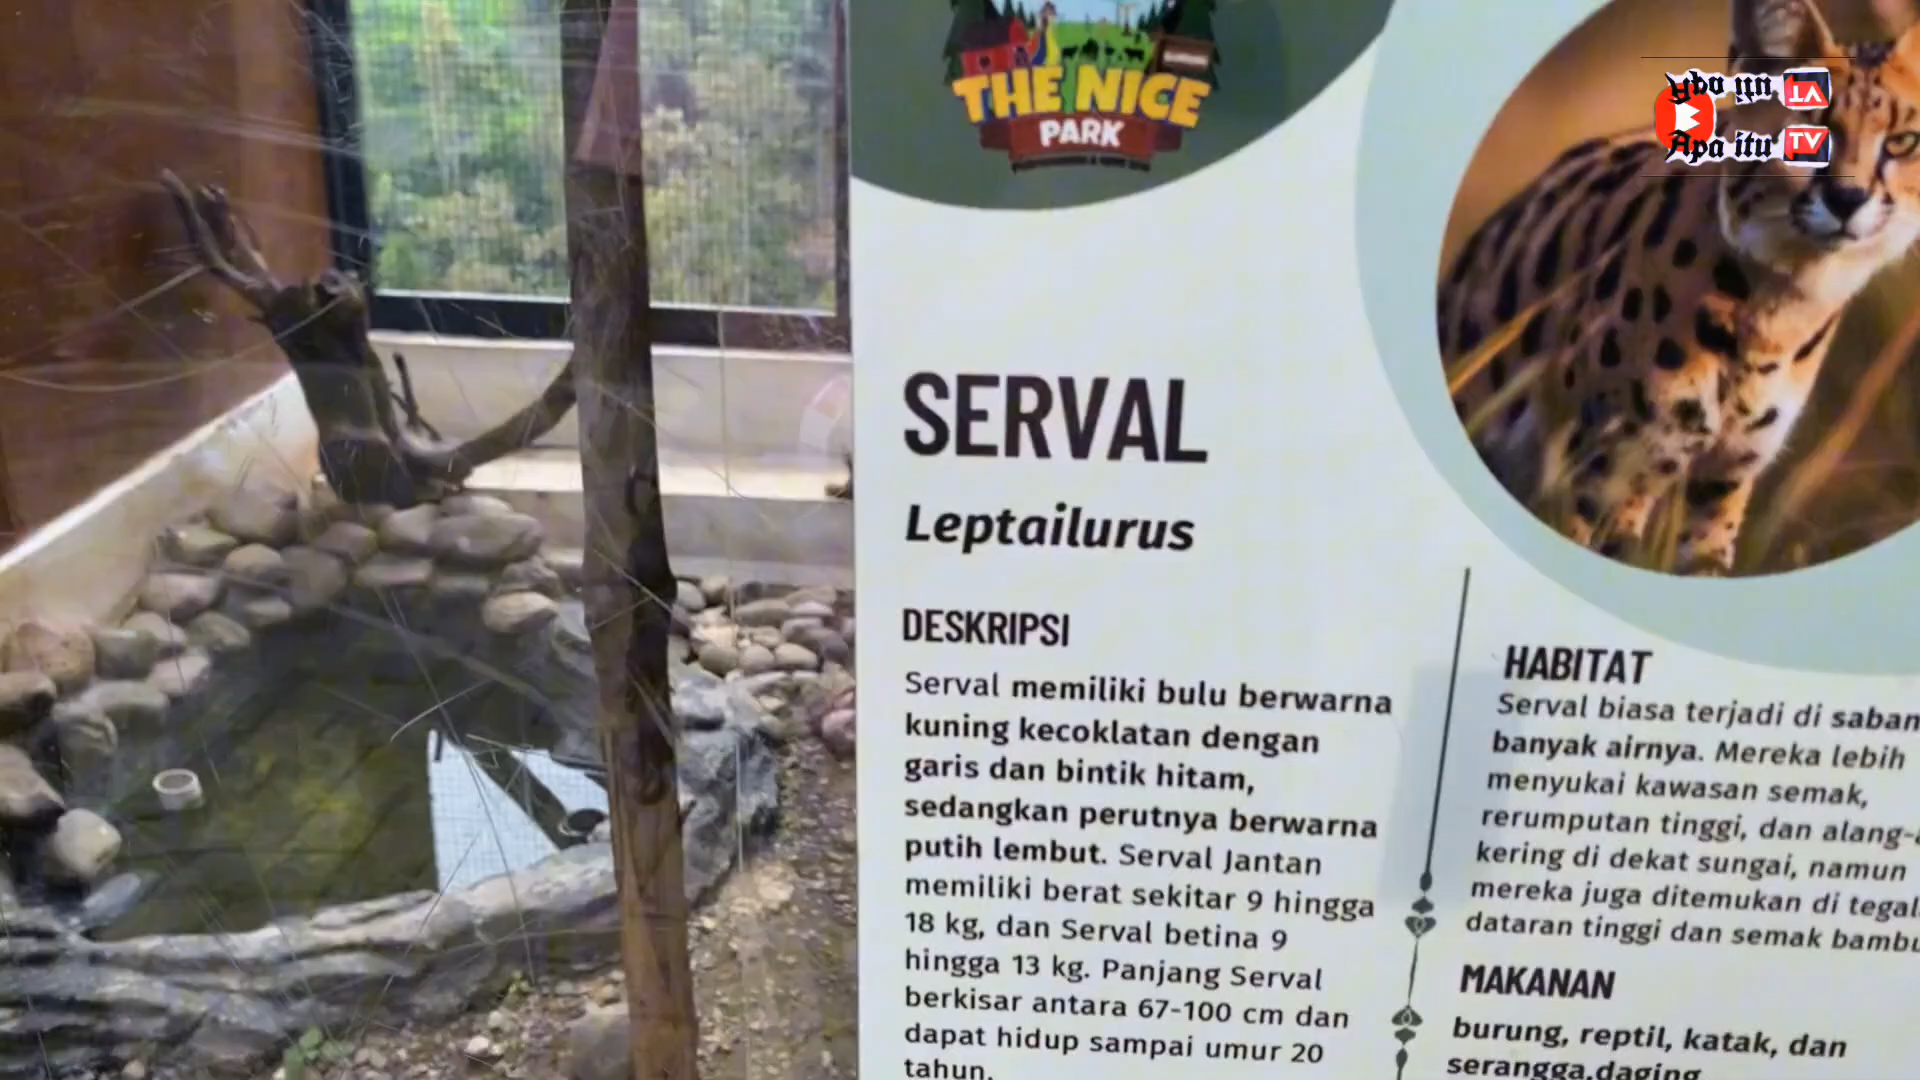 THE NICE
PARK
Apa itu TV
Apa itu TV
SERVAL
Leptailurus
DESKRIPSI
Serval memiliki bulu berwarna
kuning kecoklatan dengan
garis dan bintik hitam,
sedangkan perutnya berwarna
putih lembut. Serval Jantan
memiliki berat sekitar 9 hingga
18 kg, dan Serval betina 9
hingga 13 kg. Panjang Serval
berkisar antara 67-100 cm dan
dapat hidup sampai umur 20
tahun.
HABITAT
Serval biasa terjadi di saban
banyak airnya. Mereka lebih
menyukai kawasan semak,
rerumputan tinggi, dan alang-
kering di dekat sungai, namun
mereka juga ditemukan di tegal
dataran tinggi dan semak bambu
MAKANAN
burung, reptil, katak, dan
serangga,daging